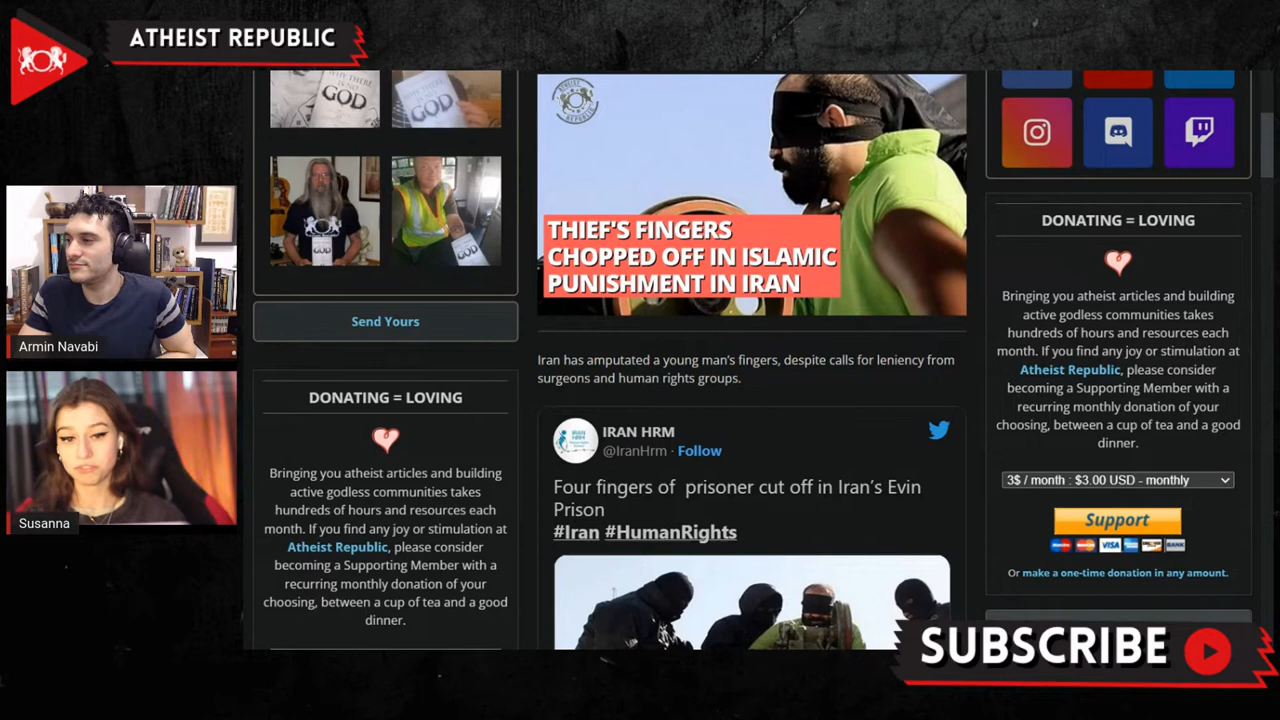 ATHEIST REPUBLIC
WHY THERE
IS NO
GOD
GOD
GOD
GOD
Send Yours
Armin Navabi
Susanna
DONATING = LOVING
Bringing you atheist articles and building
active godless communities takes
hundreds of hours and resources each
month. If you find any joy or stimulation at
Atheist Republic, please consider
becoming a Supporting Member with a
recurring monthly donation of your
choosing, between a cup of tea and a good
dinner.
THIEF'S FINGERS
CHOPPED OFF IN ISLAMIC
PUNISHMENT IN IRAN
Iran has amputated a young man's fingers, despite calls for leniency from
surgeons and human rights groups.
IRAN HRM
@IranHrm · Follow
Four fingers of prisoner cut off in Iran's Evin
Prison
#Iran #HumanRights
DONATING = LOVING
Bringing you atheist articles and building
active godless communities takes
hundreds of hours and resources each
month. If you find any joy or stimulation at
Atheist Republic, please consider
becoming a Supporting Member with a
recurring monthly donation of your
choosing, between a cup of tea and a good
dinner.
3$ / month : $3.00 USD - monthly
Support
VISA
BANK
Or make a one-time donation in any amount.
SUBSCRIBE